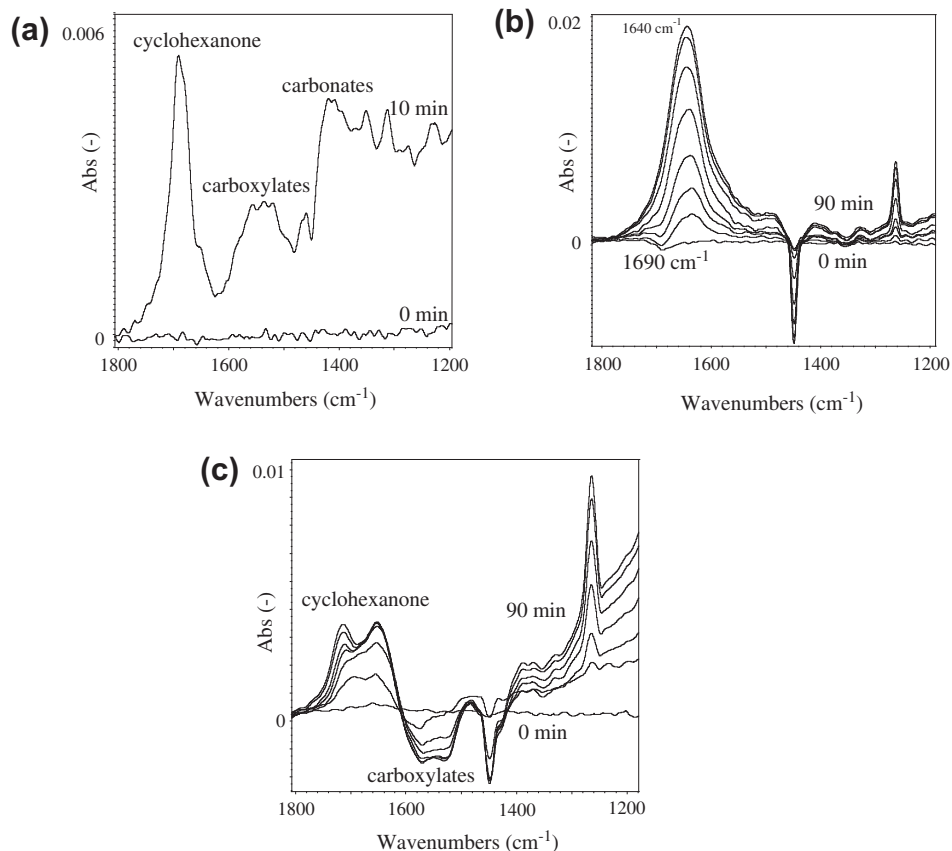 (a)
0.006
cyclohexanone
carbonates
10 min
carboxylates
Abs (-)
0 min
0
1800 1600 1400 1200
Wavenumbers (cm-1)
(b)
0.02
1640 cm-1
Abs (-)
90 min
0
1690 cm-1
0 min
1800 1600 1400 1200
Wavenumbers (cm-1)
(c)
0.01
cyclohexanone
90 min
Abs (-)
0
0 min
carboxylates
1800 1600 1400 1200
Wavenumbers (cm-1)